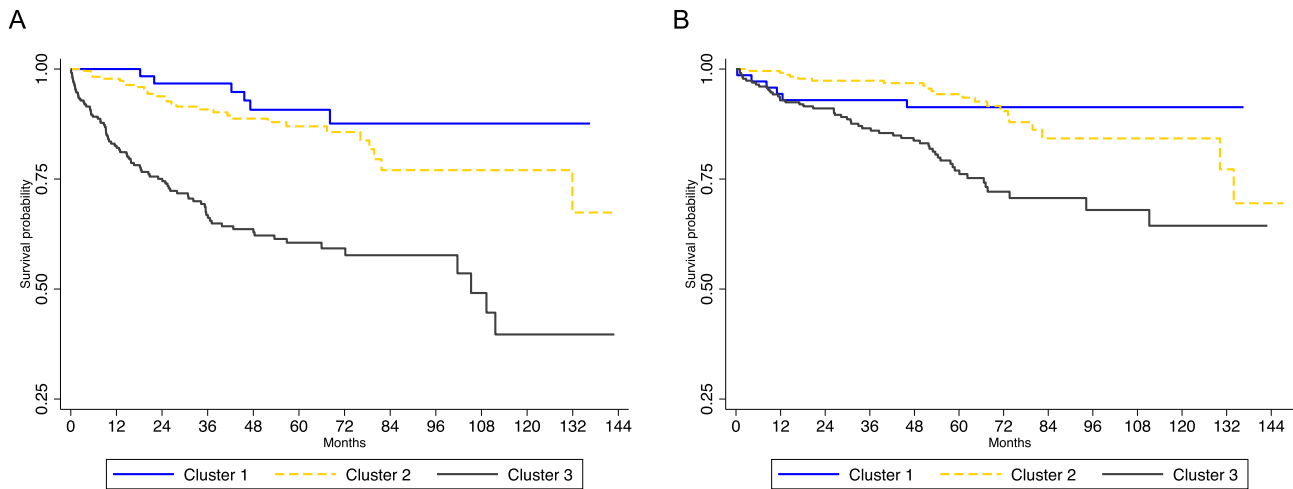 A
Survival probability
1.00
0.75
0.50
0.25
0 12 24 36 48 60 72 84 96 108 120 132 144
Months
Cluster 1 Cluster 2 Cluster 3
B
Survival probability
1.00
0.75
0.50
0.25
0 12 24 36 48 60 72 84 96 108 120 132 144
Months
Cluster 1 Cluster 2 Cluster 3